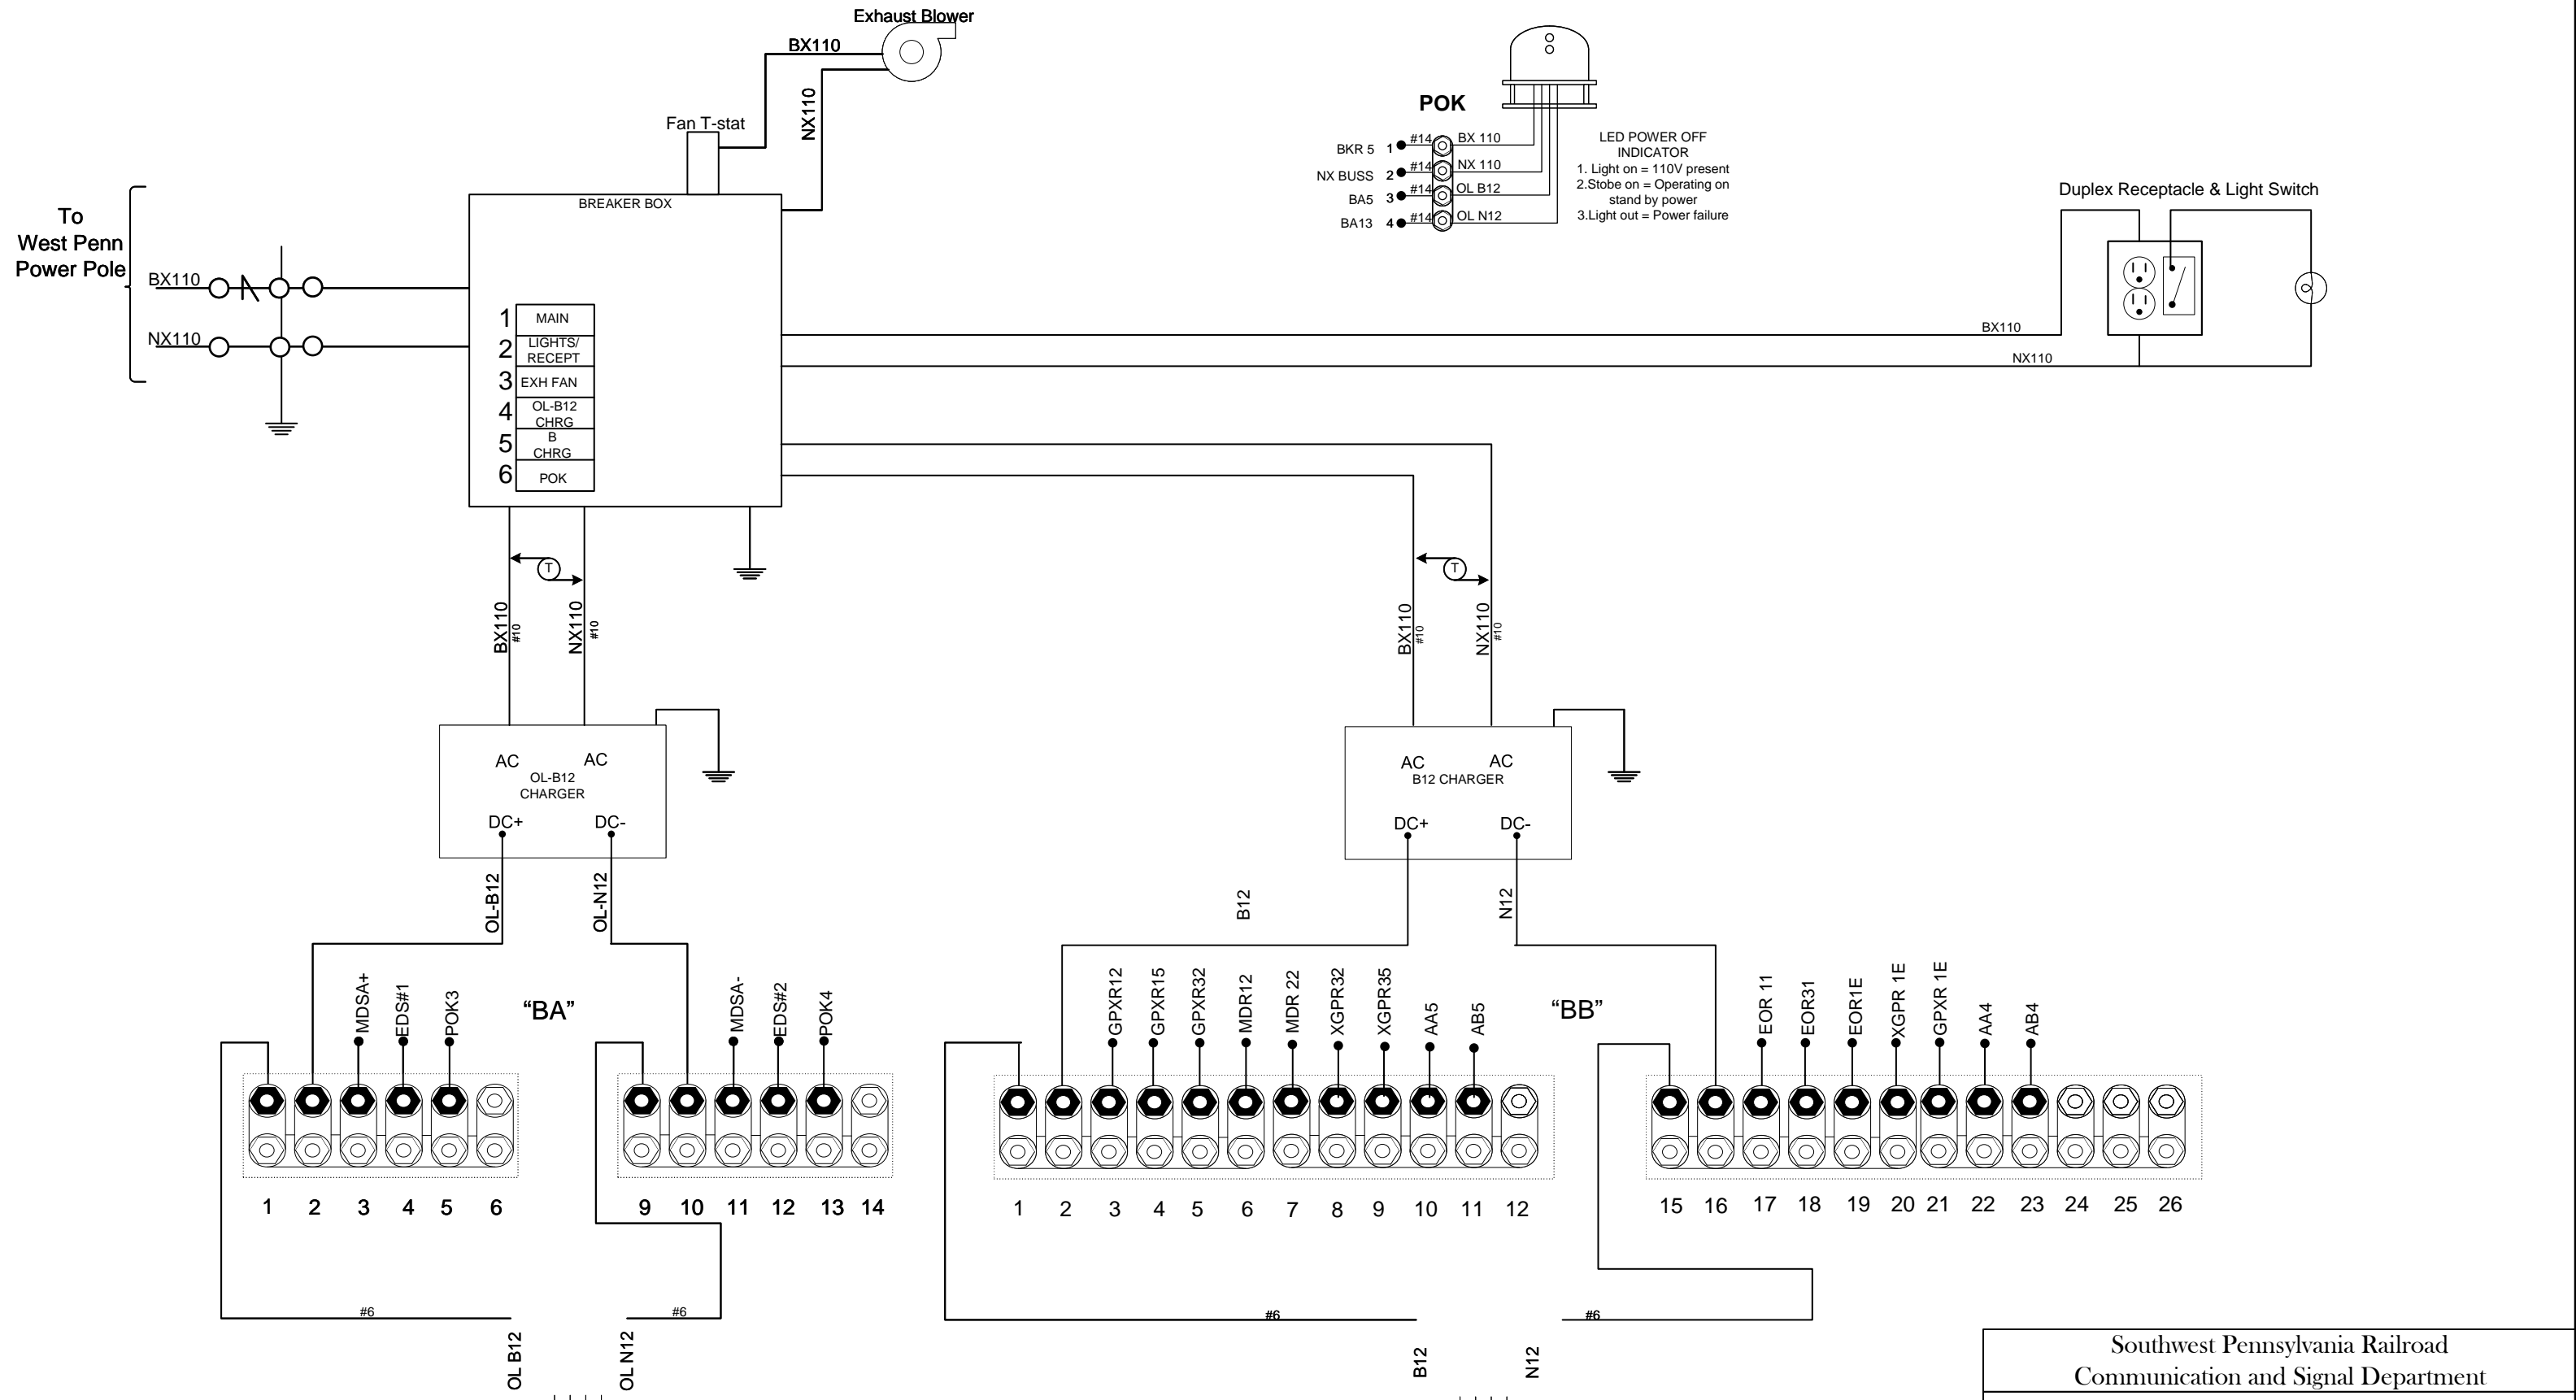 Exhaust Blower
BX110
NX110
Fan T-stat
BREAKER BOX
To
West Penn
Power Pole
BX110
NX110
1 MAIN
2 LIGHTS/
RECEPT
3 EXH FAN
4 OL-B12
CHRG
5 B
CHRG
6 POK
POK
BKR 5 1 #14 BX 110
NX BUSS 2 #14 NX 110
BA5 3 #14 OL B12
BA13 4 #14 OL N12
LED POWER OFF
INDICATOR
1. Light on = 110V present
2.Stobe on = Operating on
stand by power
3.Light out = Power failure
Duplex Receptacle & Light Switch
BX110
NX110
T
BX110
#10
NX110
#10
T
BX110
#10
NX110
#10
AC AC
OL-B12
CHARGER
DC+ DC-
AC AC
B12 CHARGER
DC+ DC-
OL-B12
OL-N12
B12
N12
MDSA+
EDS#1
POK3
“BA”
MDSA-
EDS#2
POK4
GPXR12
GPXR15
GPXR32
MDR12
MDR 22
XGPR32
XGPR35
AA5
AB5
“BB”
EOR 11
EOR31
EOR1E
XGPR 1E
GPXR 1E
AA4
AB4
1 2 3 4 5 6
9 10 11 12 13 14
1 2 3 4 5 6 7 8 9 10 11 12
15 16 17 18 19 20 21 22 23 24 25 26
#6
#6
#6
#6
OL B12
OL N12
B12
N12
Southwest Pennsylvania Railroad
Communication and Signal Department